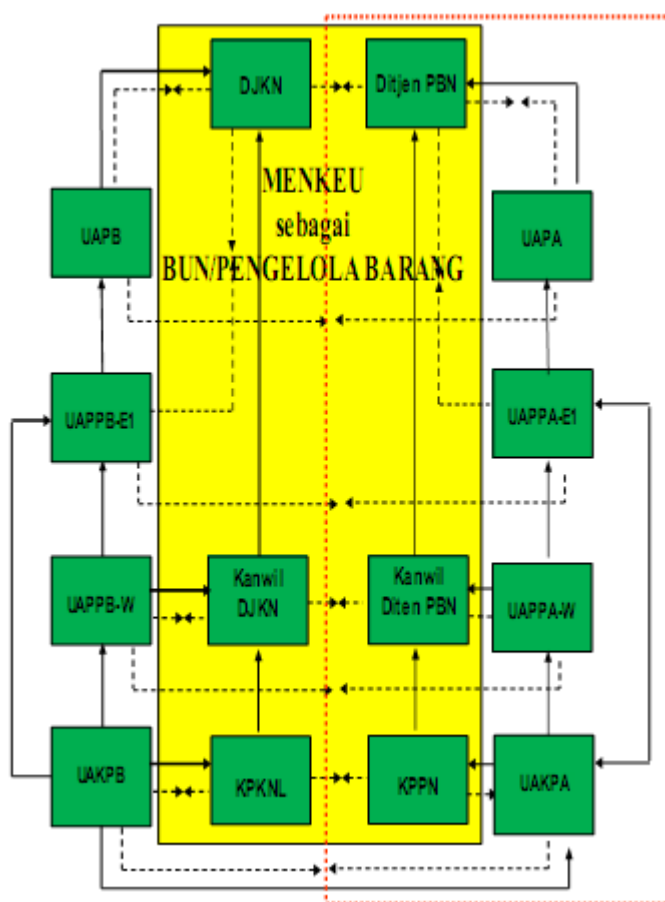 DJKN
Ditjen PBN
MENKEU
sebagai
BUN/PENGELOLA BARANG
UAPB
UAPA
UAPPB-E1
UAPPA-E1
UAPPB-W
Kanwil
DJKN
Kanwil
Diten PBN
UAPPA-W
UAKPB
KPKNL
KPPN
UAKPA